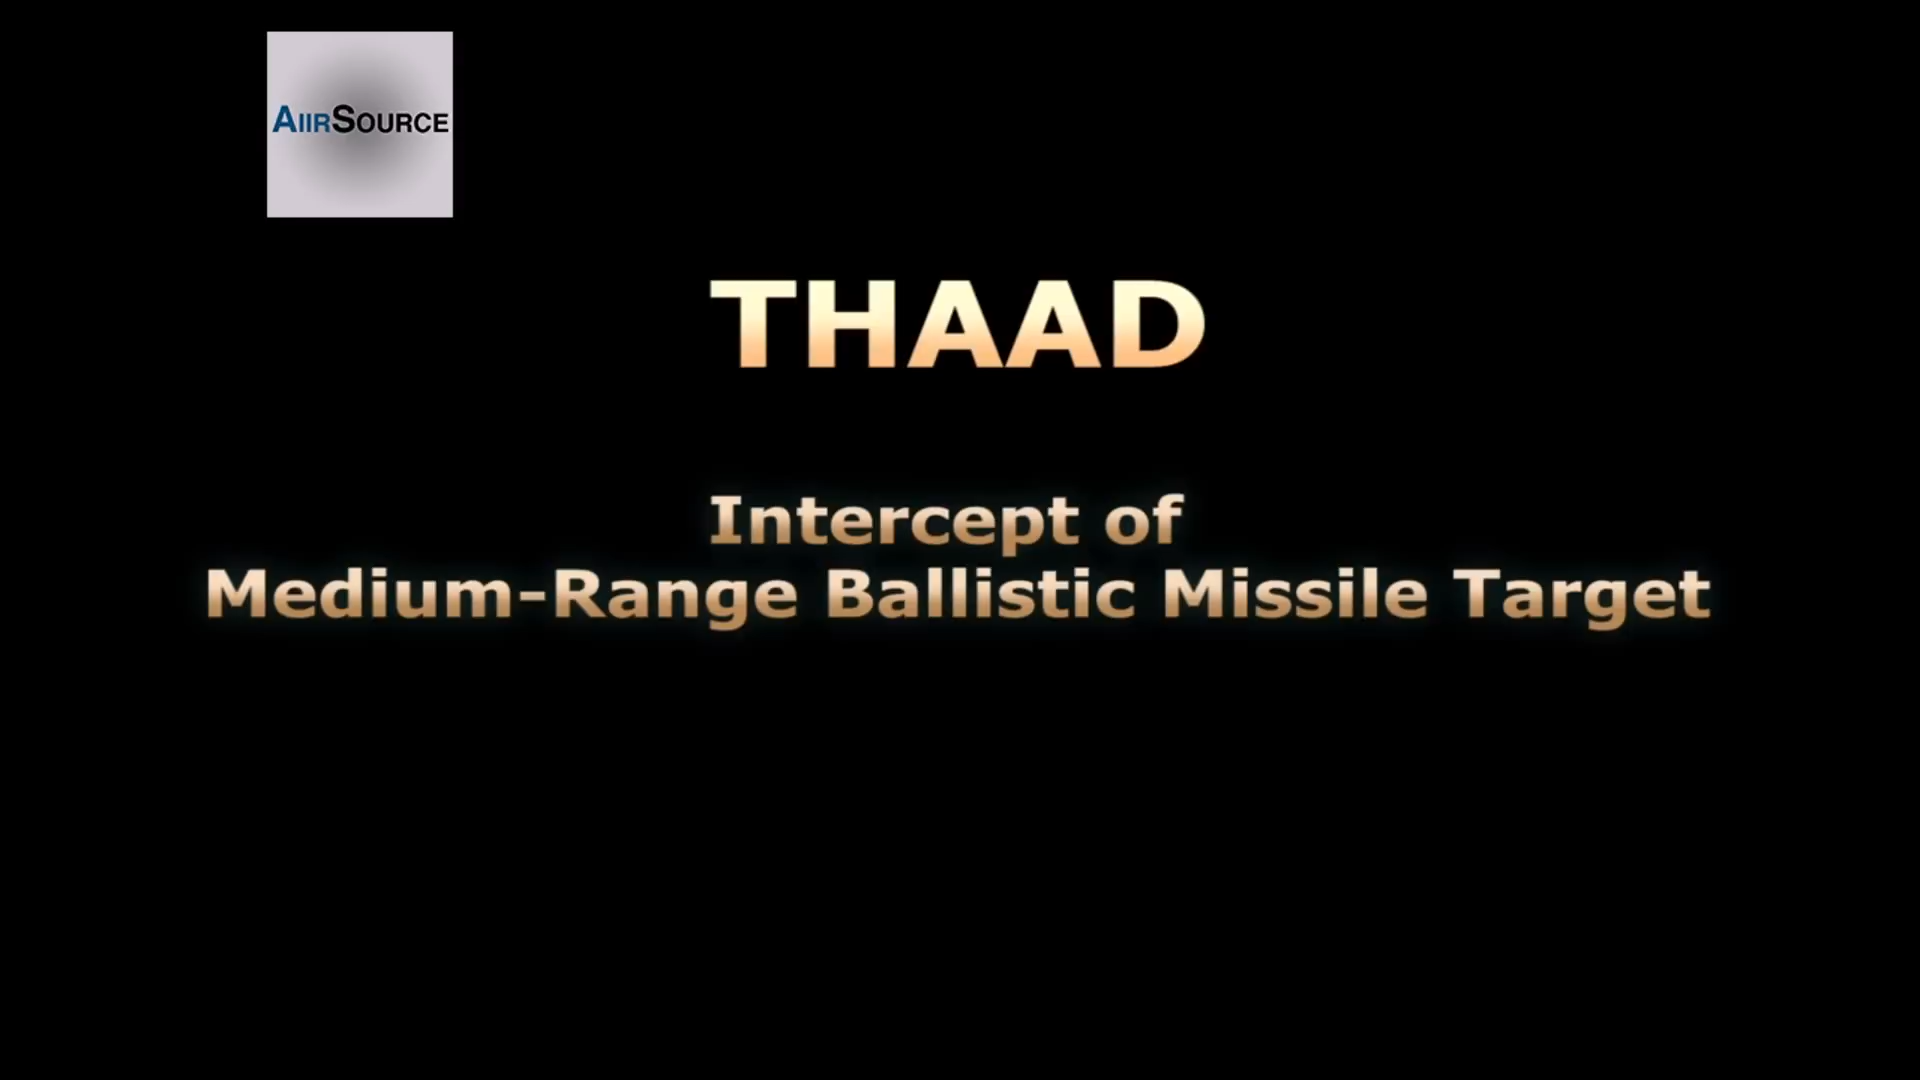 AIIRSOURCE
THAAD
Intercept of
Medium-Range Ballistic Missile Target